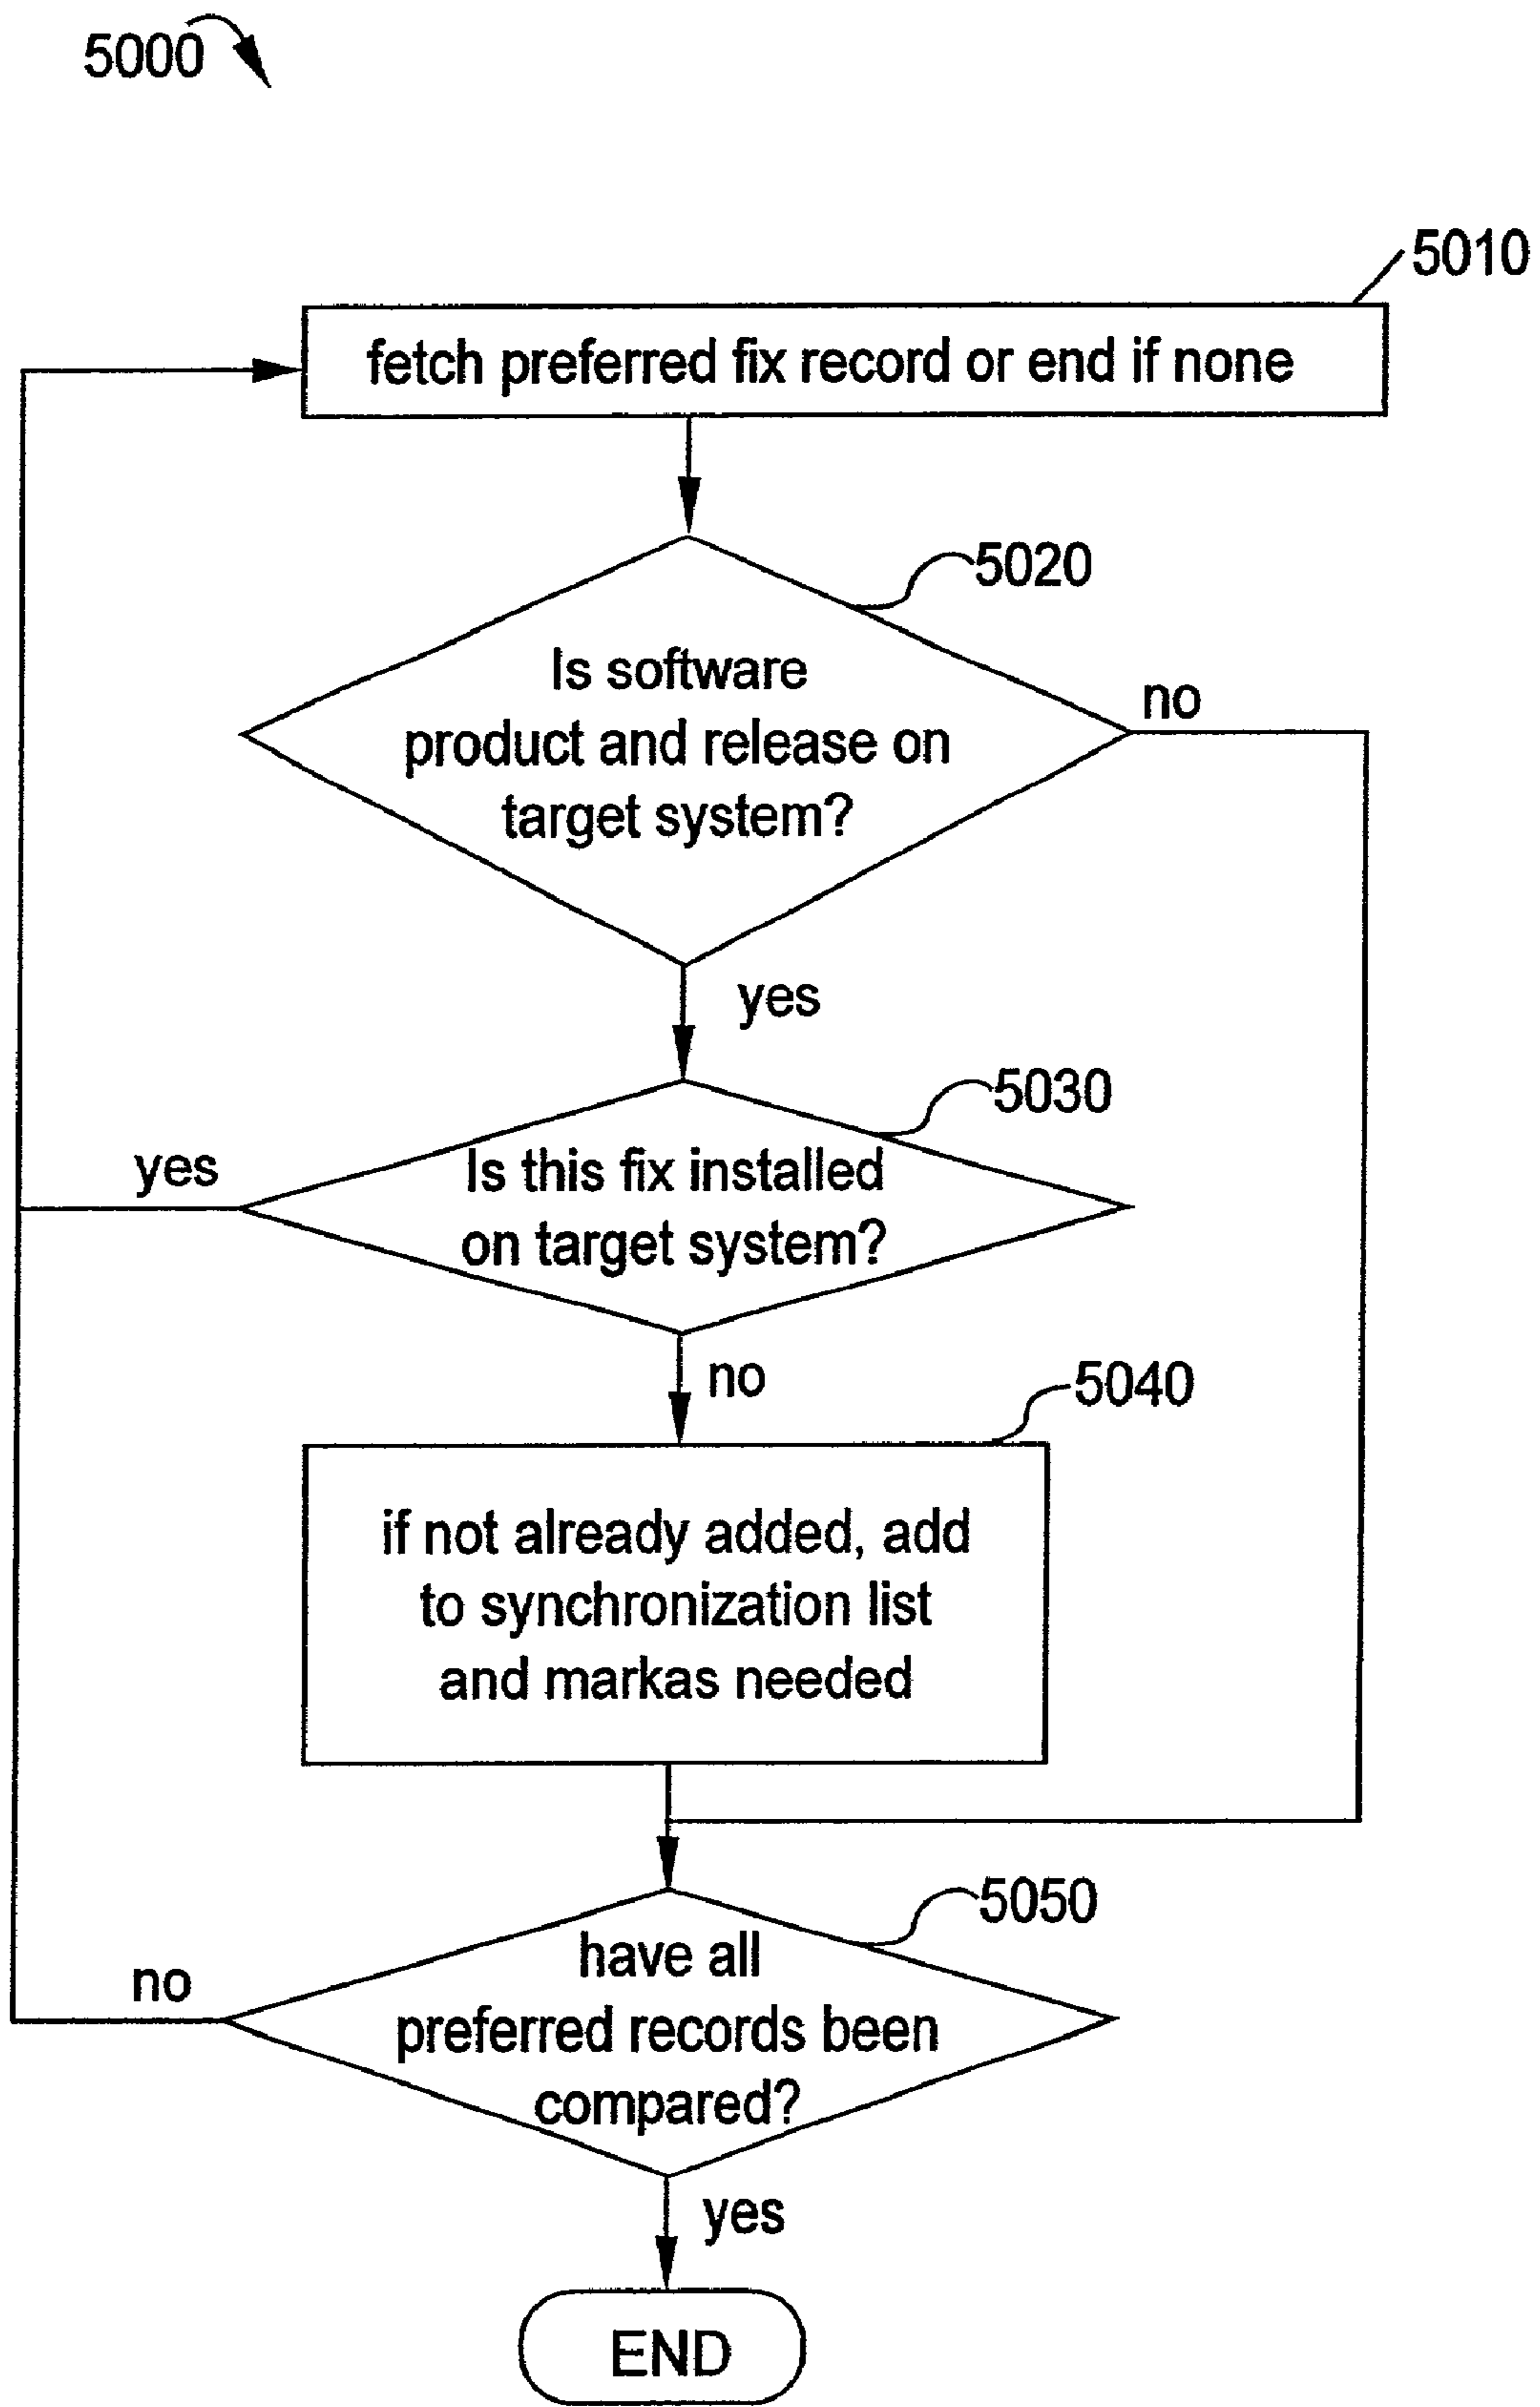 5000
5010
fetch preferred fix record or end if none
5020
Is software
product and release on
target system?
no
yes
5030
Is this fix installed
on target system?
yes
no
5040
if not already added, add
to synchronization list
and markas needed
5050
have all
preferred records been
compared?
no
yes
END